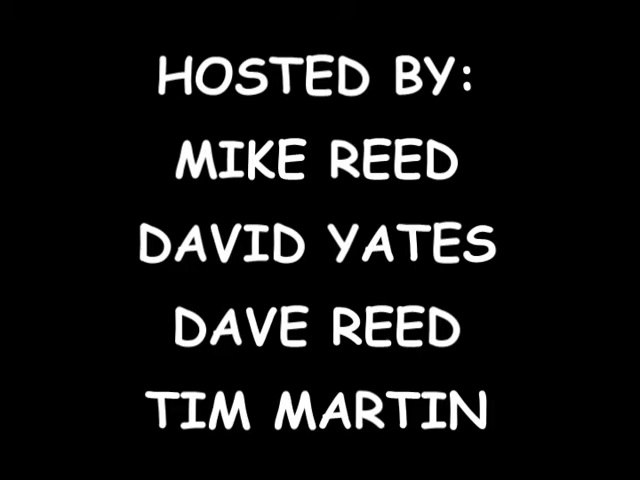 HOSTED BY:
MIKE REED
DAVID YATES
DAVE REED
TIM MARTIN